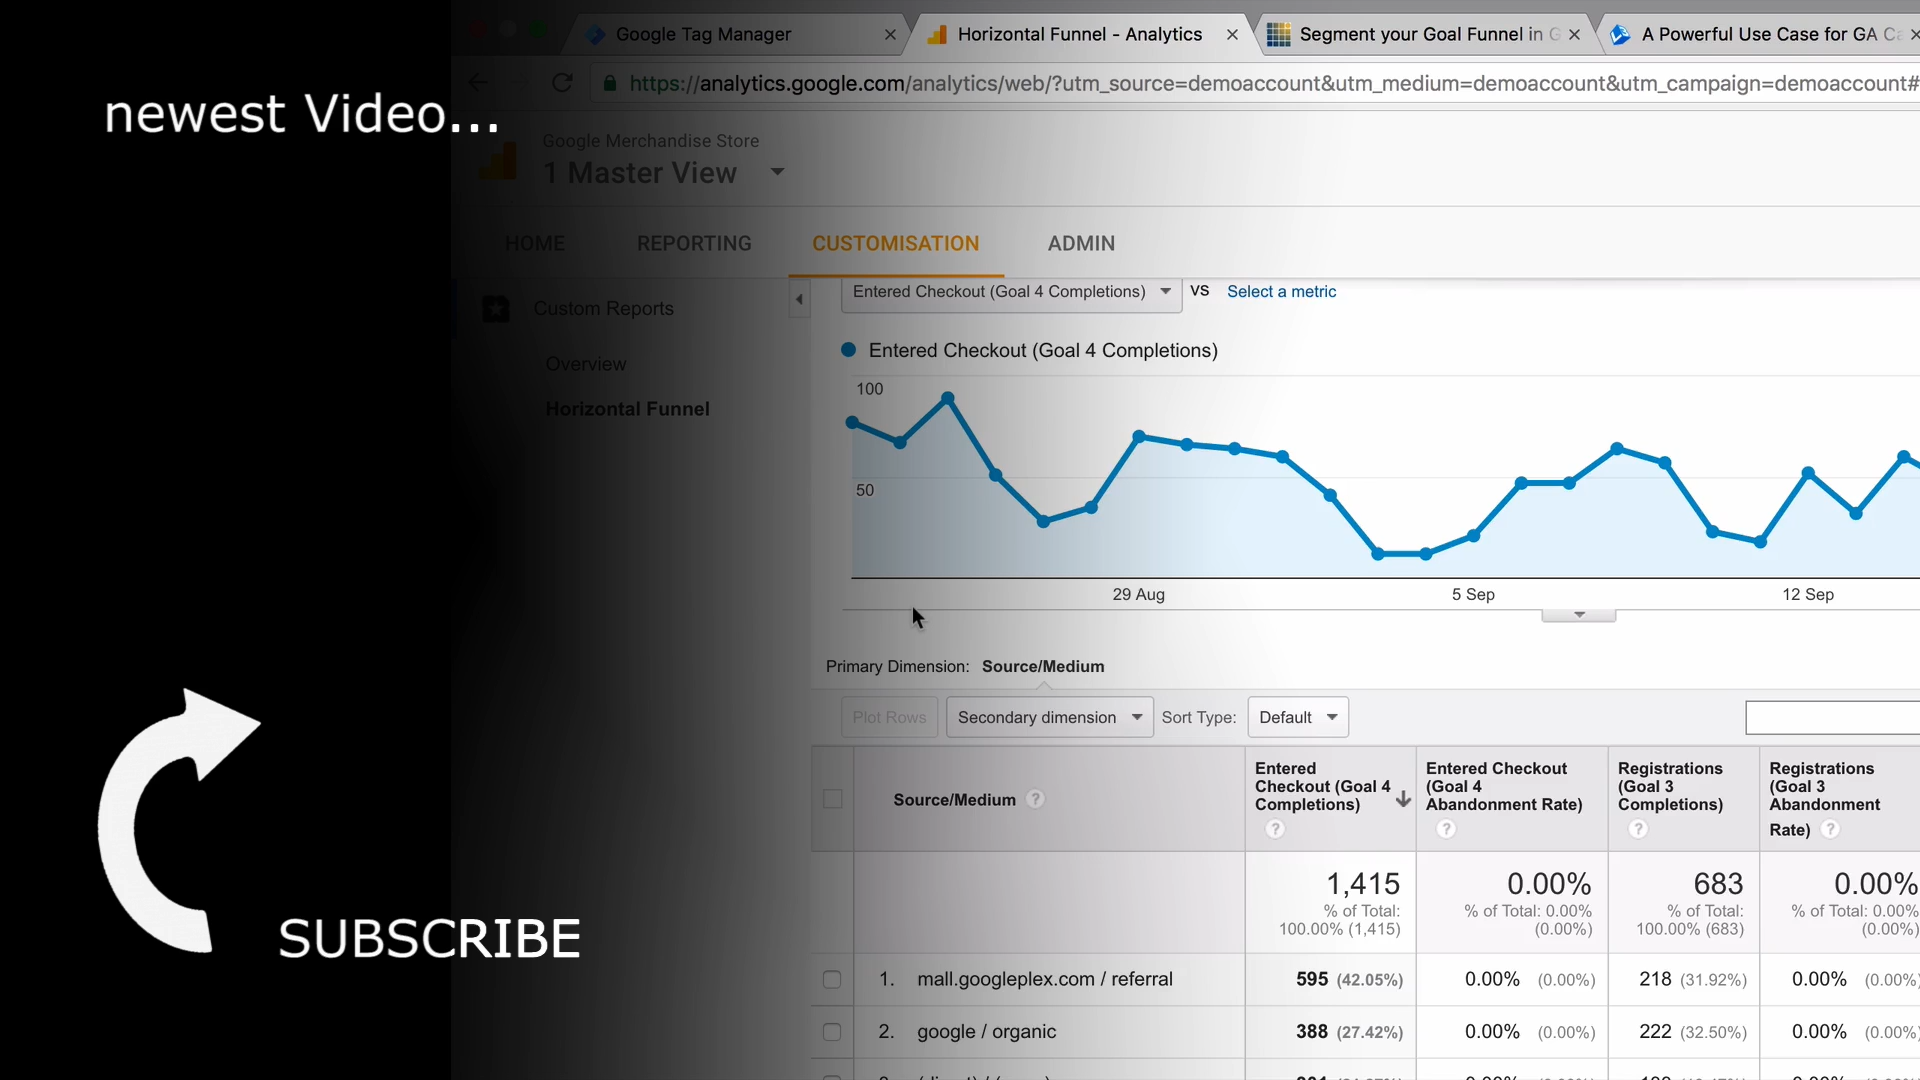 Google Tag Manager
Horizontal Funnel - Analytics
Segment your Goal Funnel in G
A Powerful Use Case for GA Ca
https://analytics.google.com/analytics/web/?utm_source=demoaccount&utm_medium=demoaccount&utm_campaign=demoaccount#
newest Video...
Google Merchandise Store
1 Master View
HOME
REPORTING
CUSTOMISATION
ADMIN
Custom Reports
Overview
Horizontal Funnel
Entered Checkout (Goal 4 Completions)
VS
Select a metric
Entered Checkout (Goal 4 Completions)
100
50
29 Aug
5 Sep
12 Sep
Primary Dimension: Source/Medium
Plot Rows
Secondary dimension
Sort Type:
Default
Source/Medium ?
Entered
Checkout (Goal 4
Completions)
?
Entered Checkout
(Goal 4
Abandonment Rate)
?
Registrations
(Goal 3
Completions)
?
Registrations
(Goal 3
Abandonment
Rate) ?
1,415
% of Total:
100.00% (1,415)
0.00%
% of Total: 0.00%
(0.00%)
683
% of Total:
100.00% (683)
0.00%
% of Total: 0.00%
(0.00%)
1. mall.googleplex.com / referral 595 (42.05%) 0.00% (0.00%) 218 (31.92%) 0.00% (0.00%)
2. google / organic 388 (27.42%) 0.00% (0.00%) 222 (32.50%) 0.00% (0.00%)
SUBSCRIBE